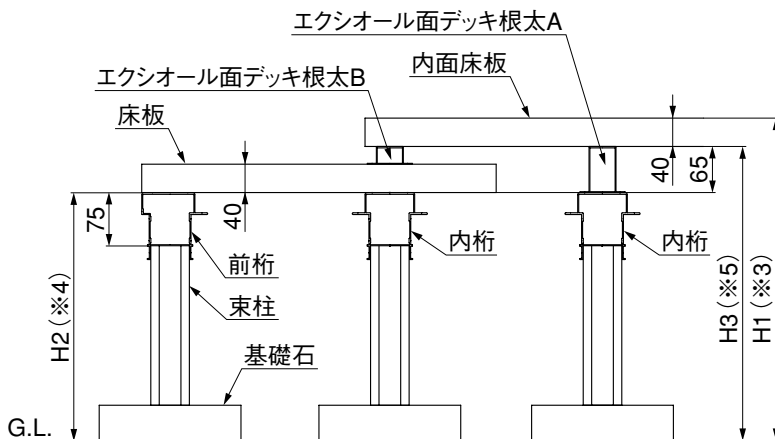 エクシオール面デッキ根太A
エクシオール面デッキ根太B
内面床板
床板
40
65
40
75
前桁
内桁
内桁
束柱
基礎石
H2(※4)
H3(※5)
H1(※3)
G.L.